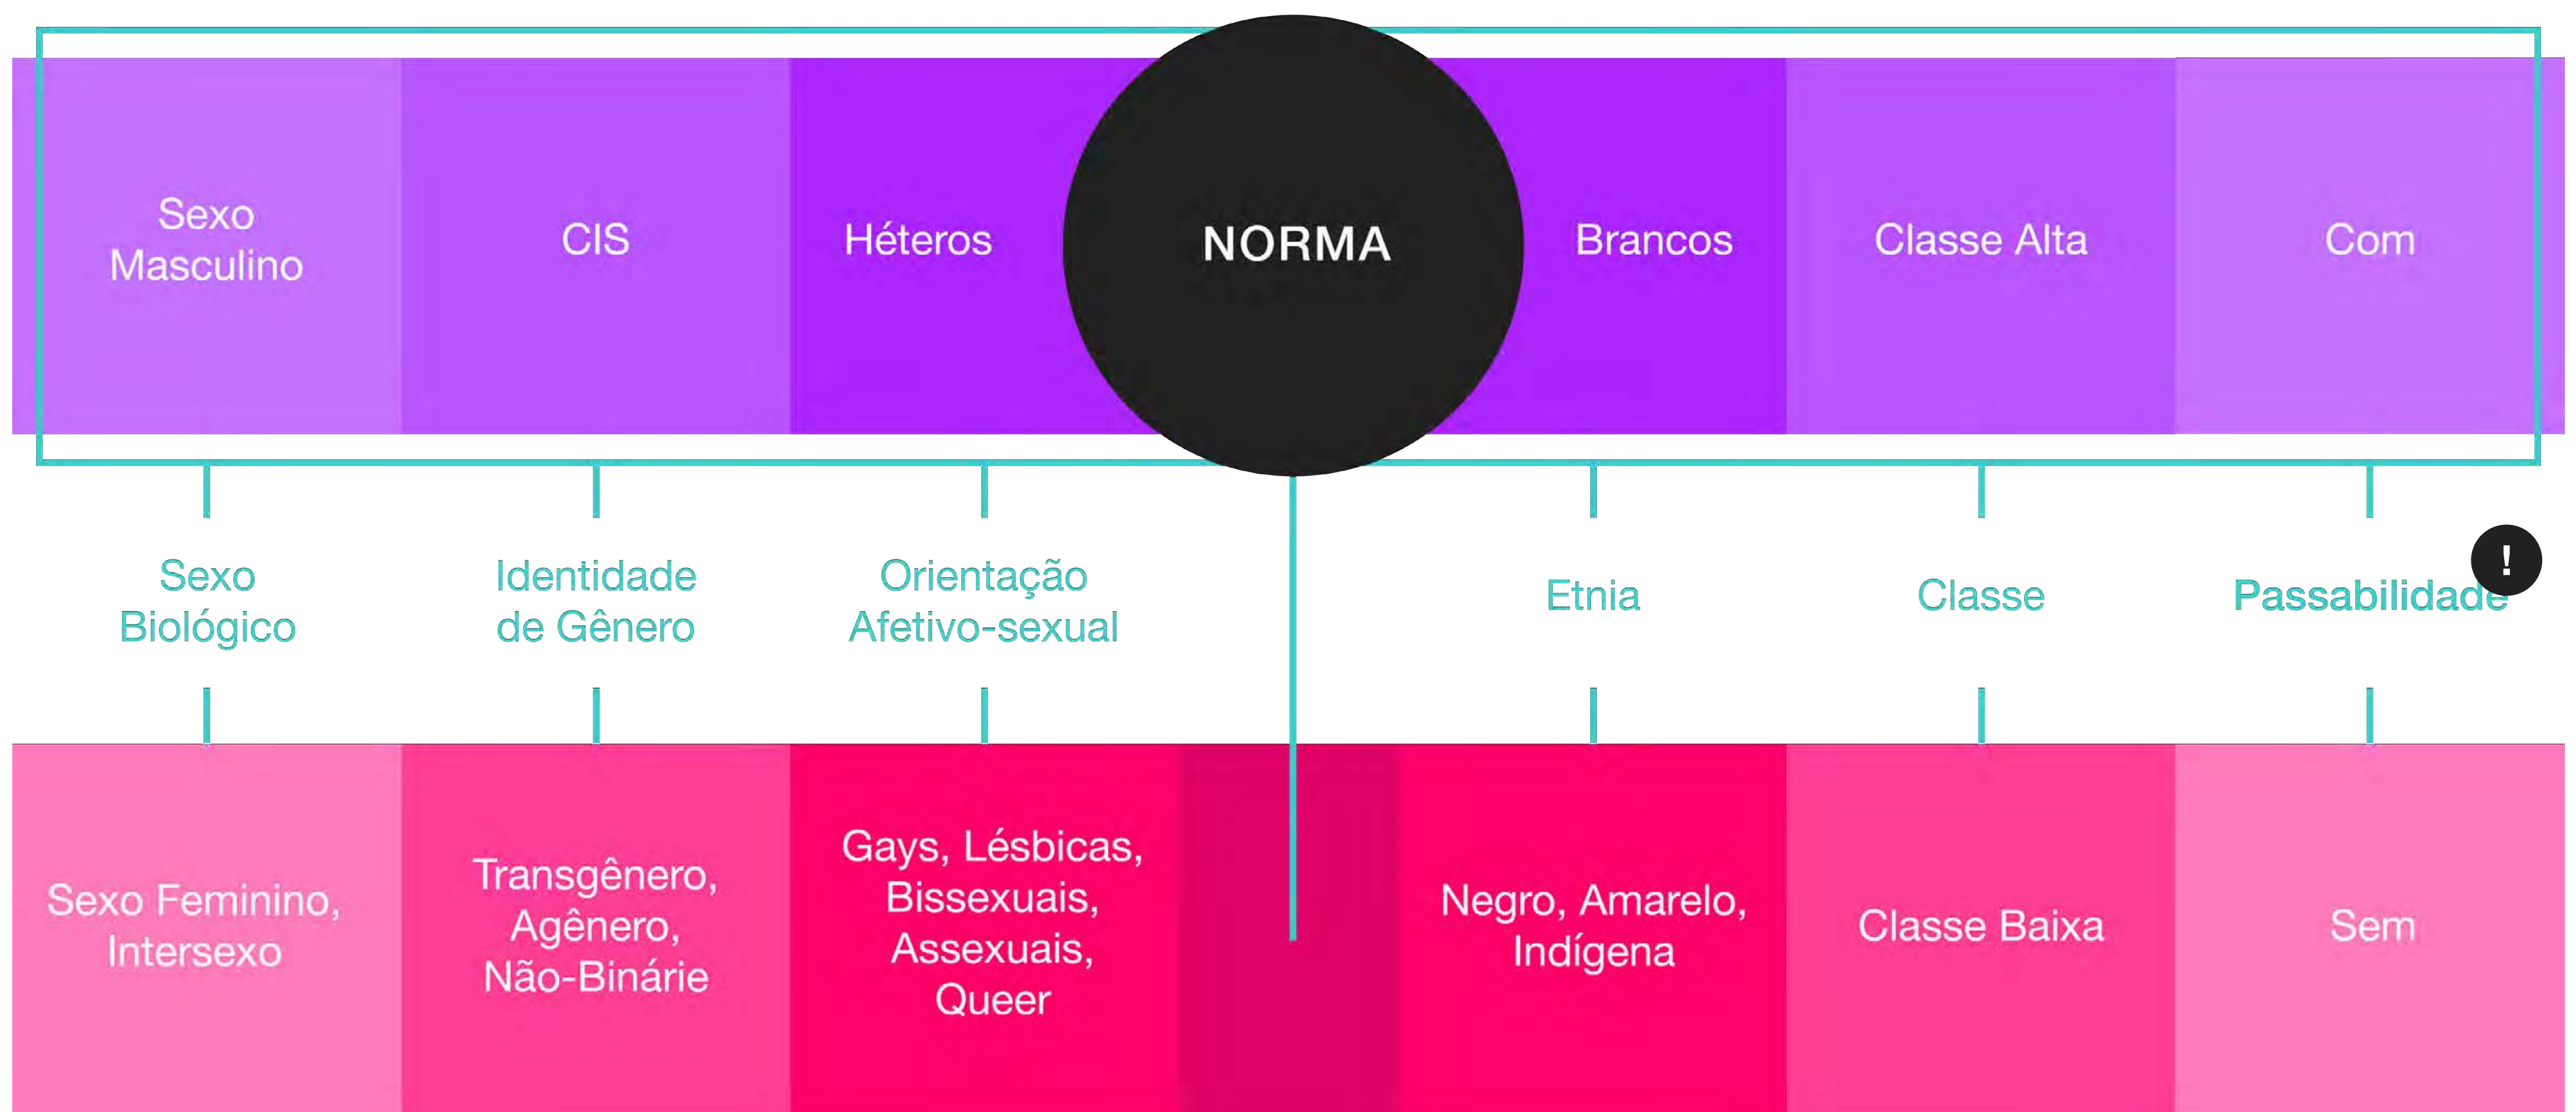 Sexo
Masculino
CIS
Héteros
NORMA
Brancos
Classe Alta
Com
Sexo
Biológico
Identidade
de Gênero
Orientação
Afetivo-sexual
Etnia
Classe
Passabilidade
!
Sexo Feminino,
Intersexo
Transgênero,
Agênero,
Não-Binárie
Gays, Lésbicas,
Bissexuais,
Assexuais,
Queer
Negro, Amarelo,
Indígena
Classe Baixa
Sem